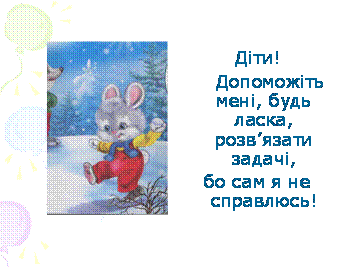 Діти!
Допоможіть
мені, будь
ласка,
розв’язати
задачі,
бо сам я не
справлюсь!